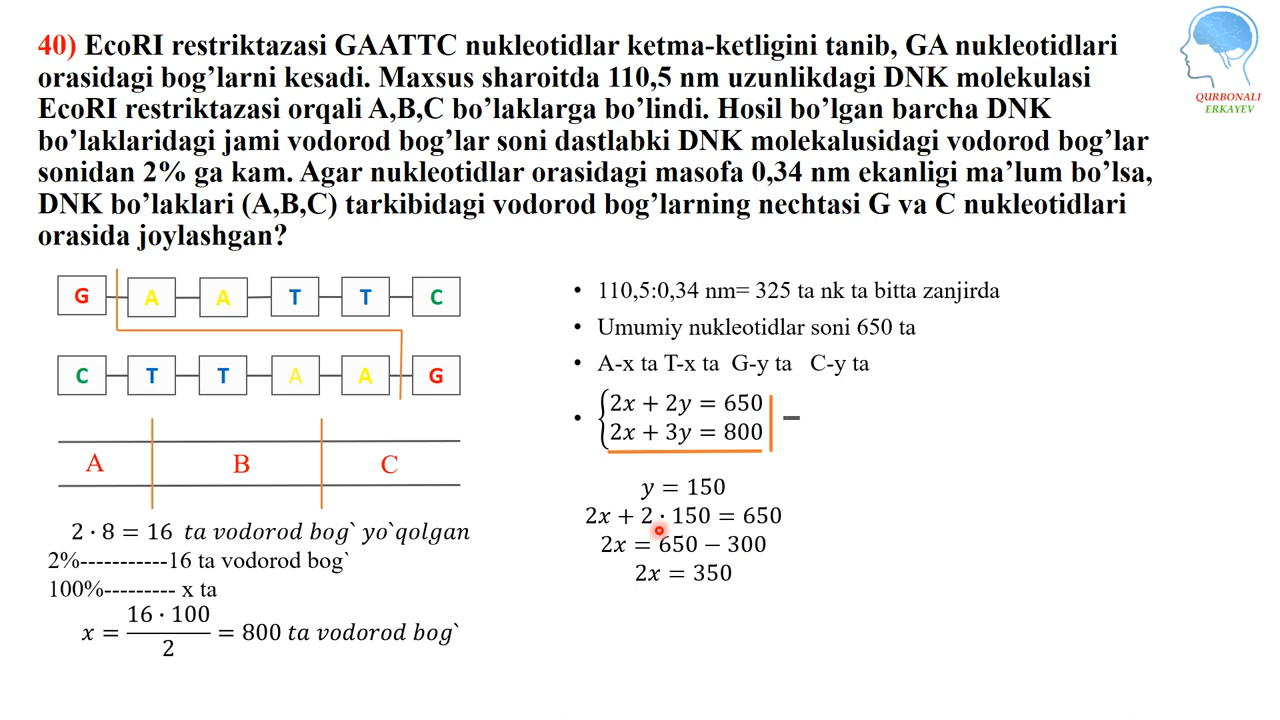 40) EcoRI restriktazasi GAATTC nukleotidlar ketma-ketligini tanib, GA nukleotidlari
orasidagi bog’larni kesadi. Maxsus sharoitda 110,5 nm uzunlikdagi DNK molekulasi
EcoRI restriktazasi orqali A,B,C bo’laklarga bo’lindi. Hosil bo’lgan barcha DNK
bo’laklaridagi jami vodorod bog’lar soni dastlabki DNK molekalusidagi vodorod bog’lar
sonidan 2% ga kam. Agar nukleotidlar orasidagi masofa 0,34 nm ekanligi ma’lum bo’lsa,
DNK bo’laklari (A,B,C) tarkibidagi vodorod bog’larning nechtasi G va C nukleotidlari
orasida joylashgan?
QURBONALI
ERKAYEV
G A A T T C
C T T A A G
A B C
2 · 8 = 16 ta vodorod bog` yo`qolgan
2%-----------16 ta vodorod bog`
100%--------- x ta
x = \frac{16 · 100}{2} = 800 ta vodorod bog`
• 110,5:0,34 nm= 325 ta nk ta bitta zanjirda
• Umumiy nukleotidlar soni 650 ta
• A-x ta T-x ta G-y ta C-y ta
• { 2x + 2y = 650 | −
2x + 3y = 800
y = 150
2x + 2 · 150 = 650
2x = 650 − 300
2x = 350